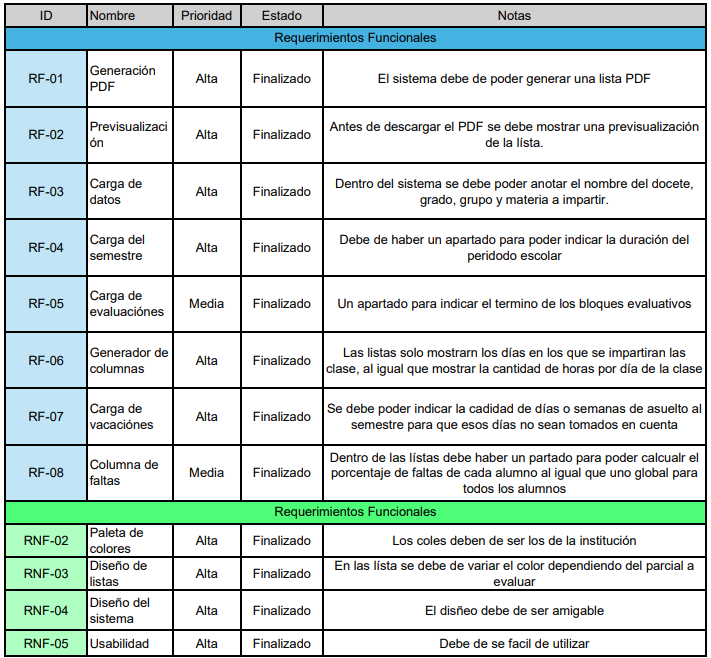 ID Nombre Prioridad Estado Notas
Requerimientos Funcionales
RF-01 Generación PDF Alta Finalizado El sistema debe de poder generar una lista PDF
RF-02 Previsualizaci
ón Alta Finalizado Antes de descargar el PDF se debe mostrar una previsualización
de la lísta.
RF-03 Carga de
datos Alta Finalizado Dentro del sistema se debe poder anotar el nombre del docete,
grado, grupo y materia a impartir.
RF-04 Carga del
semestre Alta Finalizado Debe de haber un apartado para poder indicar la duración del
peridodo escolar
RF-05 Carga de
evaluaciónes Media Finalizado Un apartado para indicar el termino de los bloques evaluativos
RF-06 Generador de
columnas Alta Finalizado Las listas solo mostrarn los días en los que se impartiran las
clase, al igual que mostrar la cantidad de horas por día de la clase
RF-07 Carga de
vacaciónes Alta Finalizado Se debe poder indicar la cadidad de días o semanas de asuelto al
semestre para que esos días no sean tomados en cuenta
RF-08 Columna de
faltas Media Finalizado Dentro de las lístas debe haber un partado para poder calcualr el
porcentaje de faltas de cada alumno al igual que uno global para
todos los alumnos
Requerimientos Funcionales
RNF-02 Paleta de
colores Alta Finalizado Los coles deben de ser los de la institución
RNF-03 Diseño de
listas Alta Finalizado En las lísta se debe de variar el color dependiendo del parcial a
evaluar
RNF-04 Diseño del
sistema Alta Finalizado El disñeo debe de ser amigable
RNF-05 Usabilidad Alta Finalizado Debe de se facil de utilizar